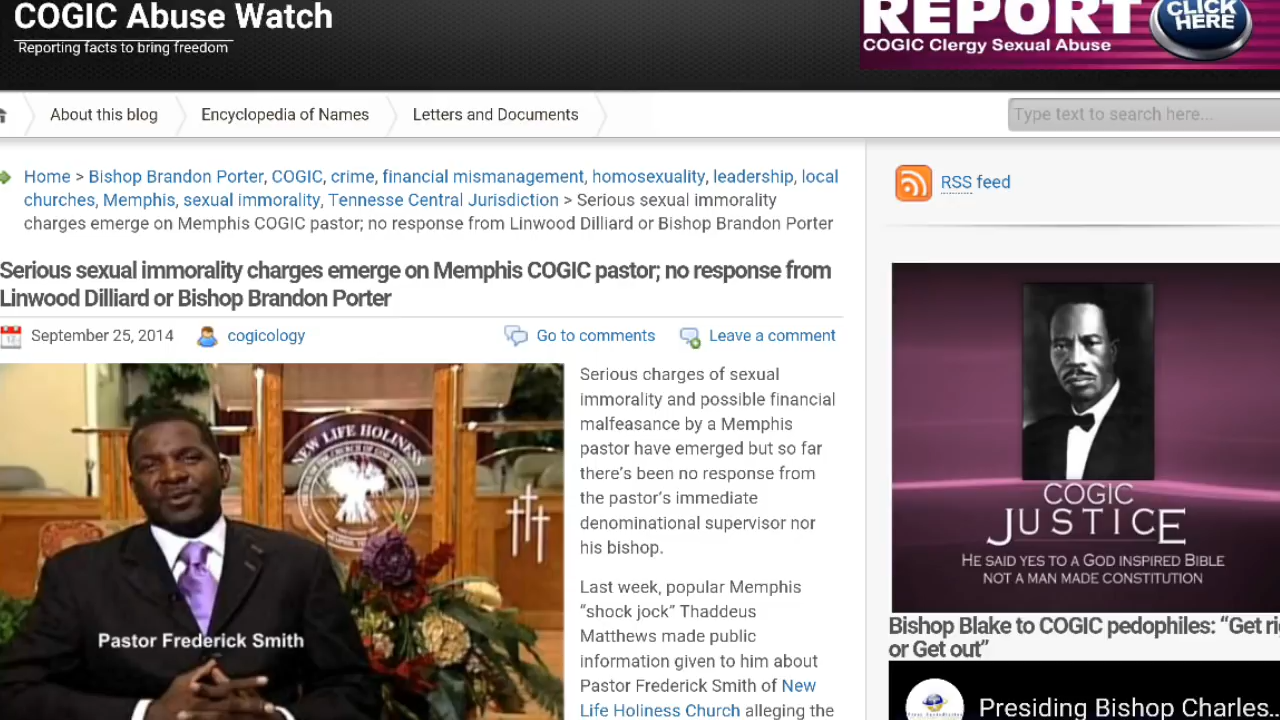 COGIC Abuse Watch
Reporting facts to bring freedom
REPORT
CLICK
HERE
COGIC Clergy Sexual Abuse
About this blog
Encyclopedia of Names
Letters and Documents
Type text to search here...
Home > Bishop Brandon Porter, COGIC, crime, financial mismanagement, homosexuality, leadership, local
churches, Memphis, sexual immorality, Tennesse Central Jurisdiction > Serious sexual immorality
charges emerge on Memphis COGIC pastor; no response from Linwood Dilliard or Bishop Brandon Porter
Serious sexual immorality charges emerge on Memphis COGIC pastor; no response from
Linwood Dilliard or Bishop Brandon Porter
September 25, 2014
cogicology
Go to comments
Leave a comment
NEW LIFE HOLINESS
Pastor Frederick Smith
Serious charges of sexual
immorality and possible financial
malfeasance by a Memphis
pastor have emerged but so far
there's been no response from
the pastor's immediate
denominational supervisor nor
his bishop.
Last week, popular Memphis
“shock jock” Thaddeus
Matthews made public
information given to him about
Pastor Frederick Smith of New
Life Holiness Church alleging the
RSS feed
COGIC
JUSTICE
HE SAID YES TO A GOD INSPIRED BIBLE
NOT A MAN MADE CONSTITUTION
Bishop Blake to COGIC pedophiles: “Get ri
or Get out”
Presiding Bishop Charles.